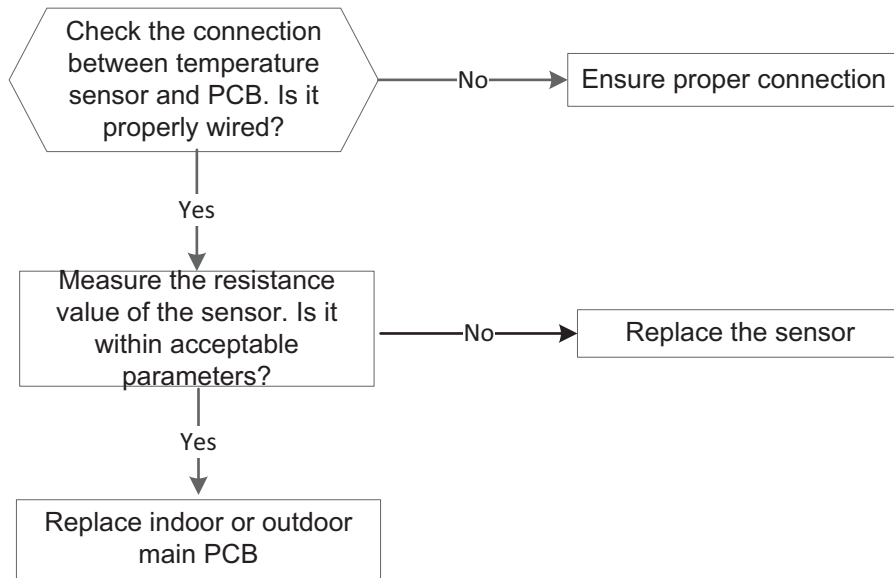 Check the connection
between temperature
sensor and PCB. Is it
properly wired?
No
Ensure proper connection
Yes
Measure the resistance
value of the sensor. Is it
within acceptable
parameters?
No
Replace the sensor
Yes
Replace indoor or outdoor
main PCB